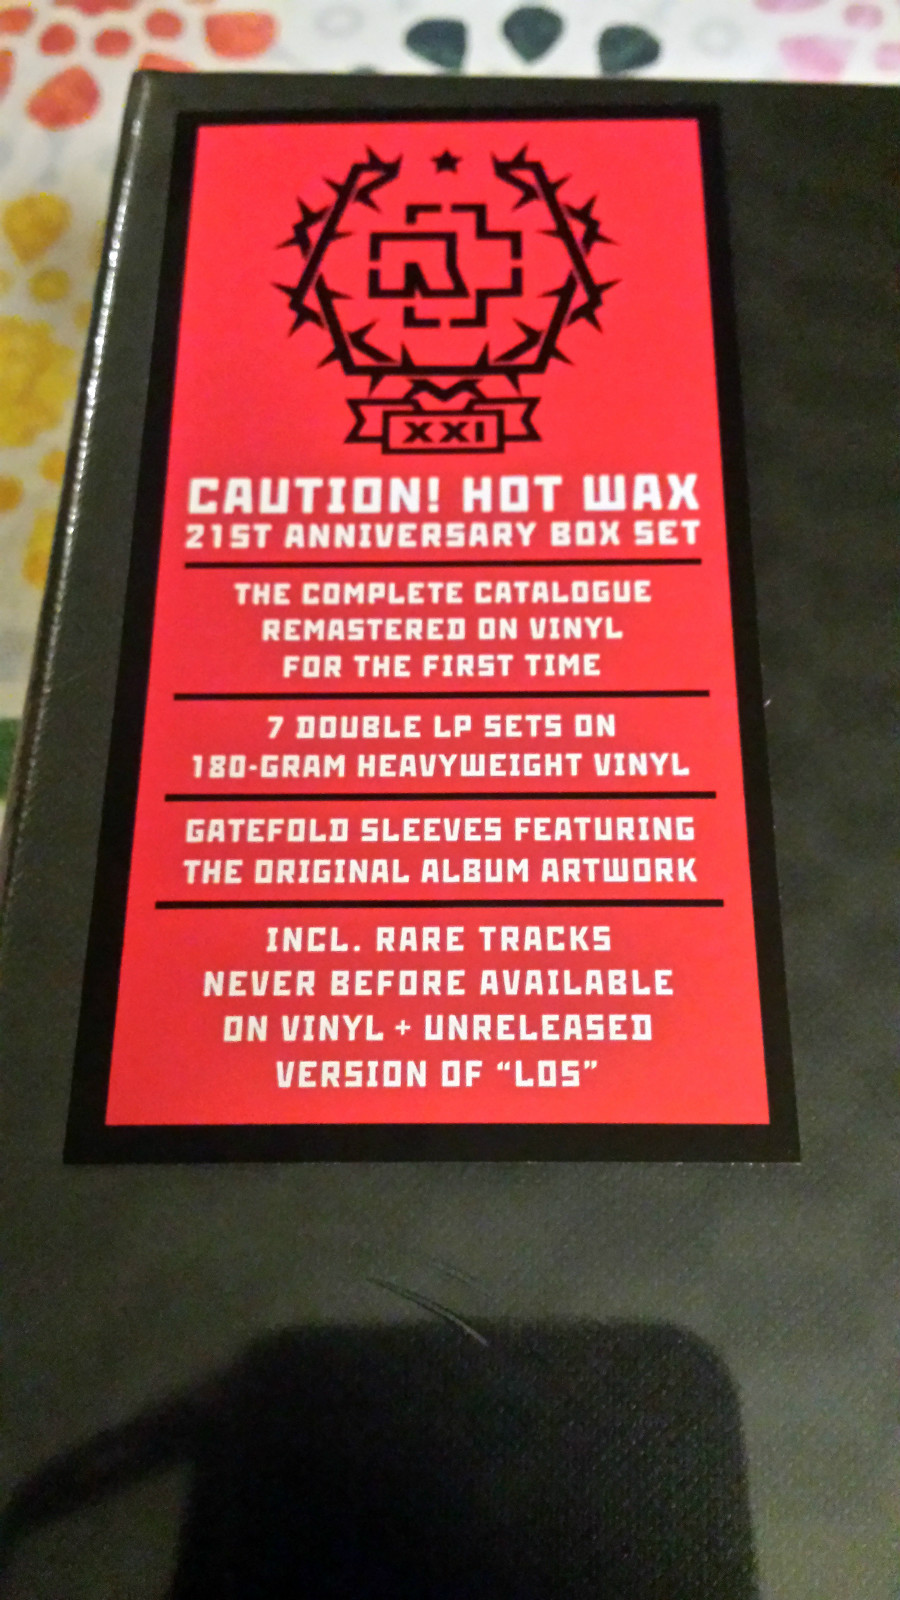 XXI
CAUTION! HOT WAX
21ST ANNIVERSARY BOX SET
THE COMPLETE CATALOGUE
REMASTERED ON VINYL
FOR THE FIRST TIME
7 DOUBLE LP SETS ON
180-GRAM HEAVYWEIGHT VINYL
GATEFOLD SLEEVES FEATURING
THE ORIGINAL ALBUM ARTWORK
INCL. RARE TRACKS
NEVER BEFORE AVAILABLE
ON VINYL + UNRELEASED
VERSION OF "LOS"